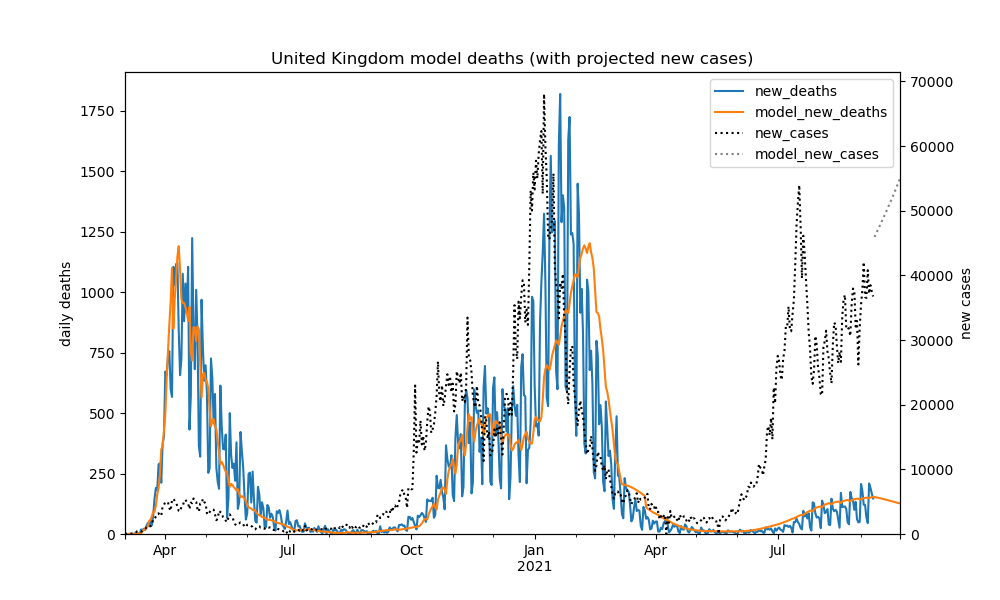 United Kingdom model deaths (with projected new cases)
new_deaths
model_new_deaths
new_cases
model_new_cases
daily deaths
1750
1500
1250
1000
750
500
250
0
70000
60000
50000
40000
30000
20000
10000
0
new cases
Apr
Jul
Oct
Jan
2021
Apr
Jul